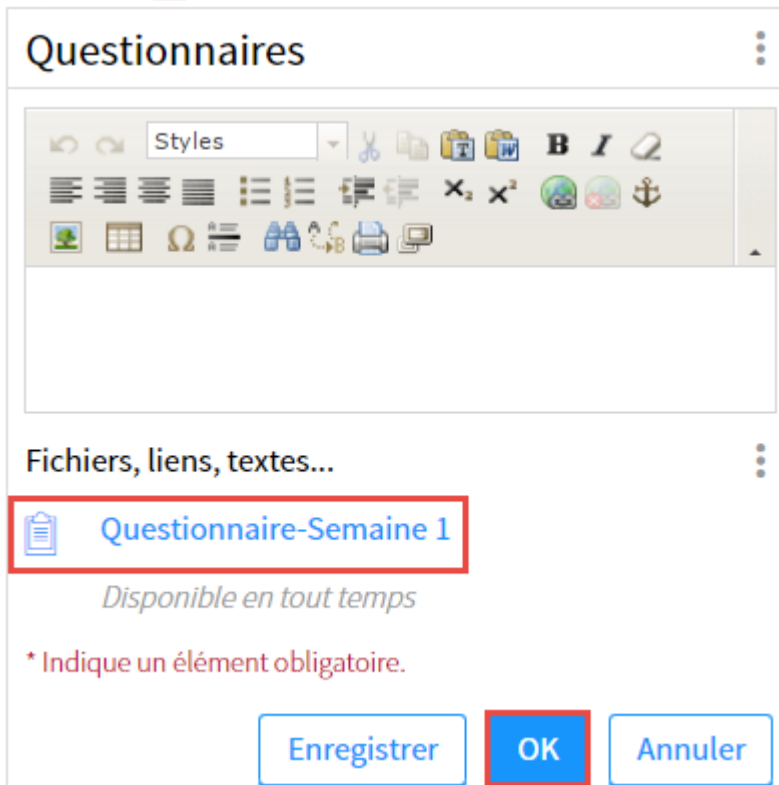 Questionnaires
Styles
Fichiers, liens, textes...
Questionnaire-Semaine 1
Disponible en tout temps
* Indique un élément obligatoire.
Enregistrer OK Annuler